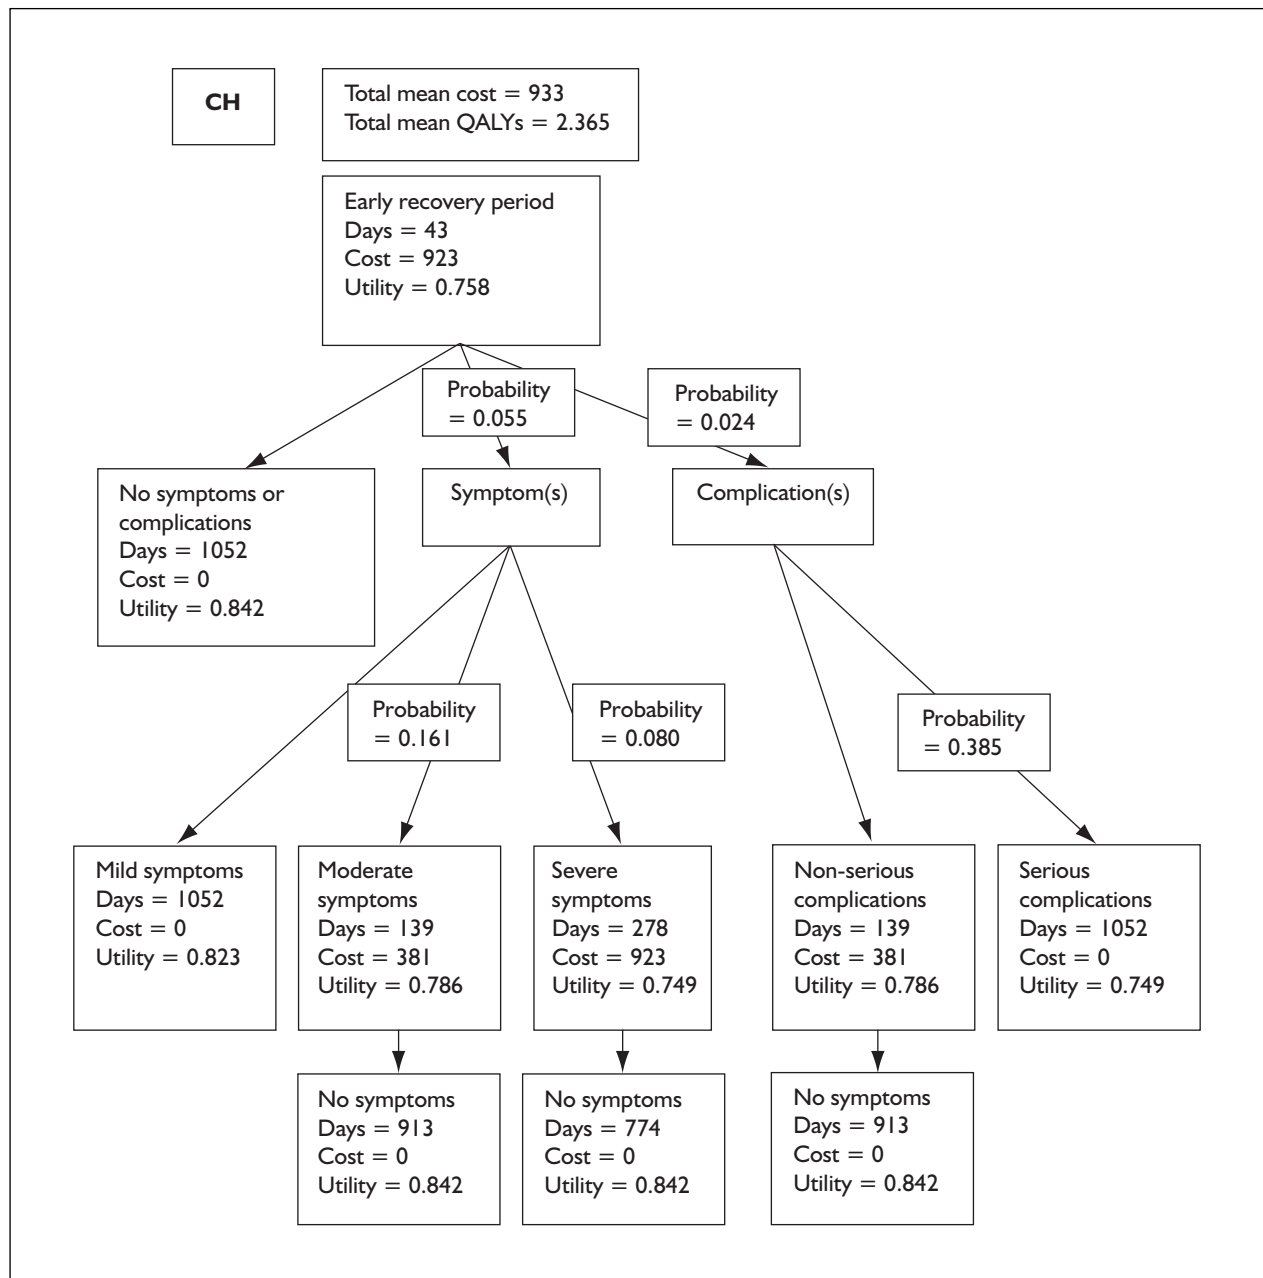 CH
Total mean cost = 933
Total mean QALYs = 2.365
Early recovery period
Days = 43
Cost = 923
Utility = 0.758
Probability
= 0.055
Probability
= 0.024
No symptoms or
complications
Days = 1052
Cost = 0
Utility = 0.842
Symptom(s)
Complication(s)
Probability
= 0.161
Probability
= 0.080
Probability
= 0.385
Mild symptoms
Days = 1052
Cost = 0
Utility = 0.823
Moderate
symptoms
Days = 139
Cost = 381
Utility = 0.786
Severe
symptoms
Days = 278
Cost = 923
Utility = 0.749
Non-serious
complications
Days = 139
Cost = 381
Utility = 0.786
Serious
complications
Days = 1052
Cost = 0
Utility = 0.749
No symptoms
Days = 913
Cost = 0
Utility = 0.842
No symptoms
Days = 774
Cost = 0
Utility = 0.842
No symptoms
Days = 913
Cost = 0
Utility = 0.842